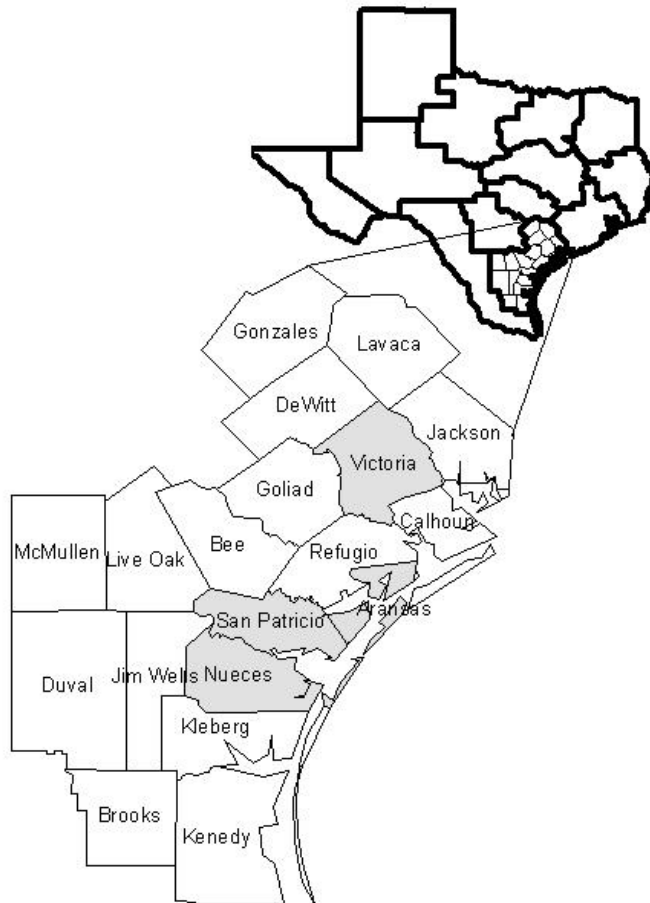 Gonzales
Lavaca
DeWitt
Jackson
Victoria
Goliad
Calhoun
McMullen
Live Oak
Bee
Refugio
Aransas
San Patricio
Duval
Jim Wells
Nueces
Kleberg
Brooks
Kenedy